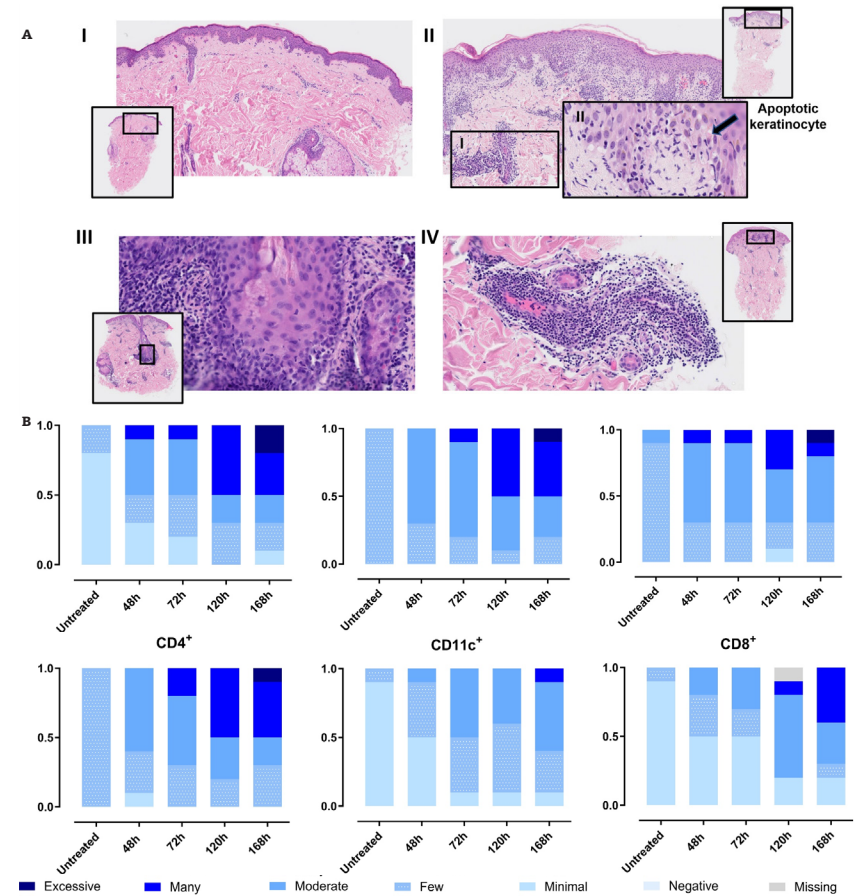 A
I
II
Apoptotic
keratinocyte
I
II
III
IV
B
1.0
0.5
0.0
Untreated
48h
72h
120h
168h
1.0
0.5
0.0
Untreated
48h
72h
120h
168h
1.0
0.5
0.0
Untreated
48h
72h
120h
168h
CD4+
CD11c+
CD8+
1.0
0.5
0.0
Untreated
48h
72h
120h
168h
1.0
0.5
0.0
Untreated
48h
72h
120h
168h
1.0
0.5
0.0
Untreated
48h
72h
120h
168h
Excessive Many Moderate Few Minimal Negative Missing